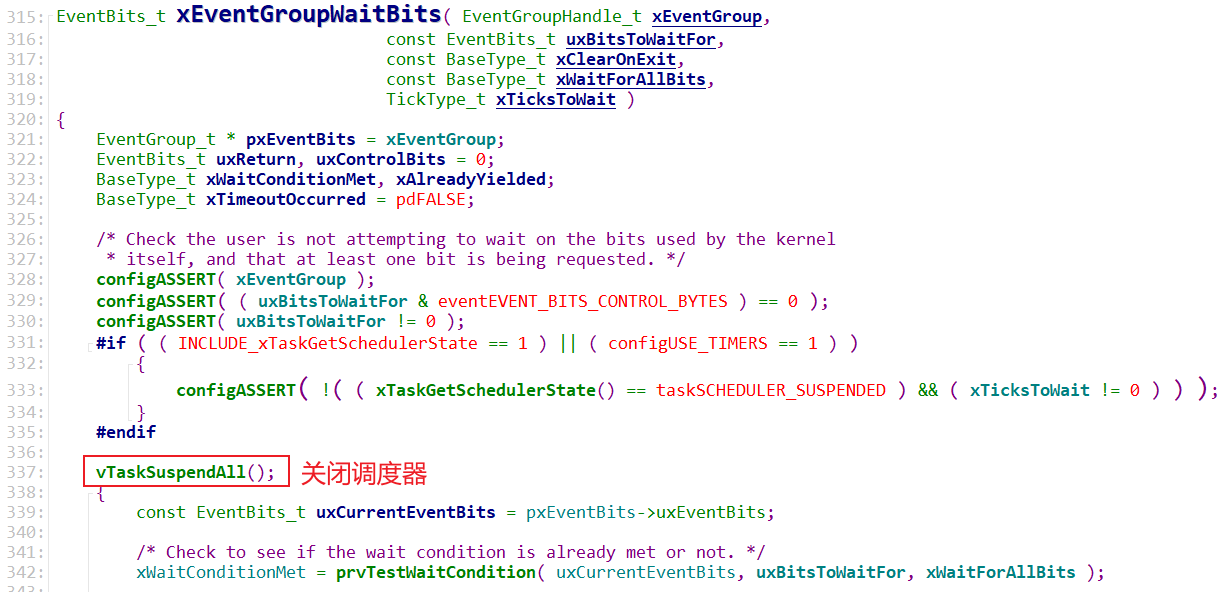 315: EventBits_t xEventGroupWaitBits( EventGroupHandle_t xEventGroup,
316: const EventBits_t uxBitsToWaitFor,
317: const BaseType_t xClearOnExit,
318: const BaseType_t xWaitForAllBits,
319: TickType_t xTicksToWait )
320: {
321: EventGroup_t * pxEventBits = xEventGroup;
322: EventBits_t uxReturn, uxControlBits = 0;
323: BaseType_t xWaitConditionMet, xAlreadyYielded;
324: BaseType_t xTimeoutOccurred = pdFALSE;
325:
326: /* Check the user is not attempting to wait on the bits used by the kernel
327: * itself, and that at least one bit is being requested. */
328: configASSERT( xEventGroup );
329: configASSERT( ( uxBitsToWaitFor & eventEVENT_BITS_CONTROL_BYTES ) == 0 );
330: configASSERT( uxBitsToWaitFor != 0 );
331: #if ( ( INCLUDE_xTaskGetSchedulerState == 1 ) || ( configUSE_TIMERS == 1 ) )
332: {
333: configASSERT( !( ( xTaskGetSchedulerState() == taskSCHEDULER_SUSPENDED ) && ( xTicksToWait != 0 ) ) );
334: }
335: #endif
336:
337: vTaskSuspendAll(); 关闭调度器
338: {
339: const EventBits_t uxCurrentEventBits = pxEventBits->uxEventBits;
340:
341: /* Check to see if the wait condition is already met or not. */
342: xWaitConditionMet = prvTestWaitCondition( uxCurrentEventBits, uxBitsToWaitFor, xWaitForAllBits );